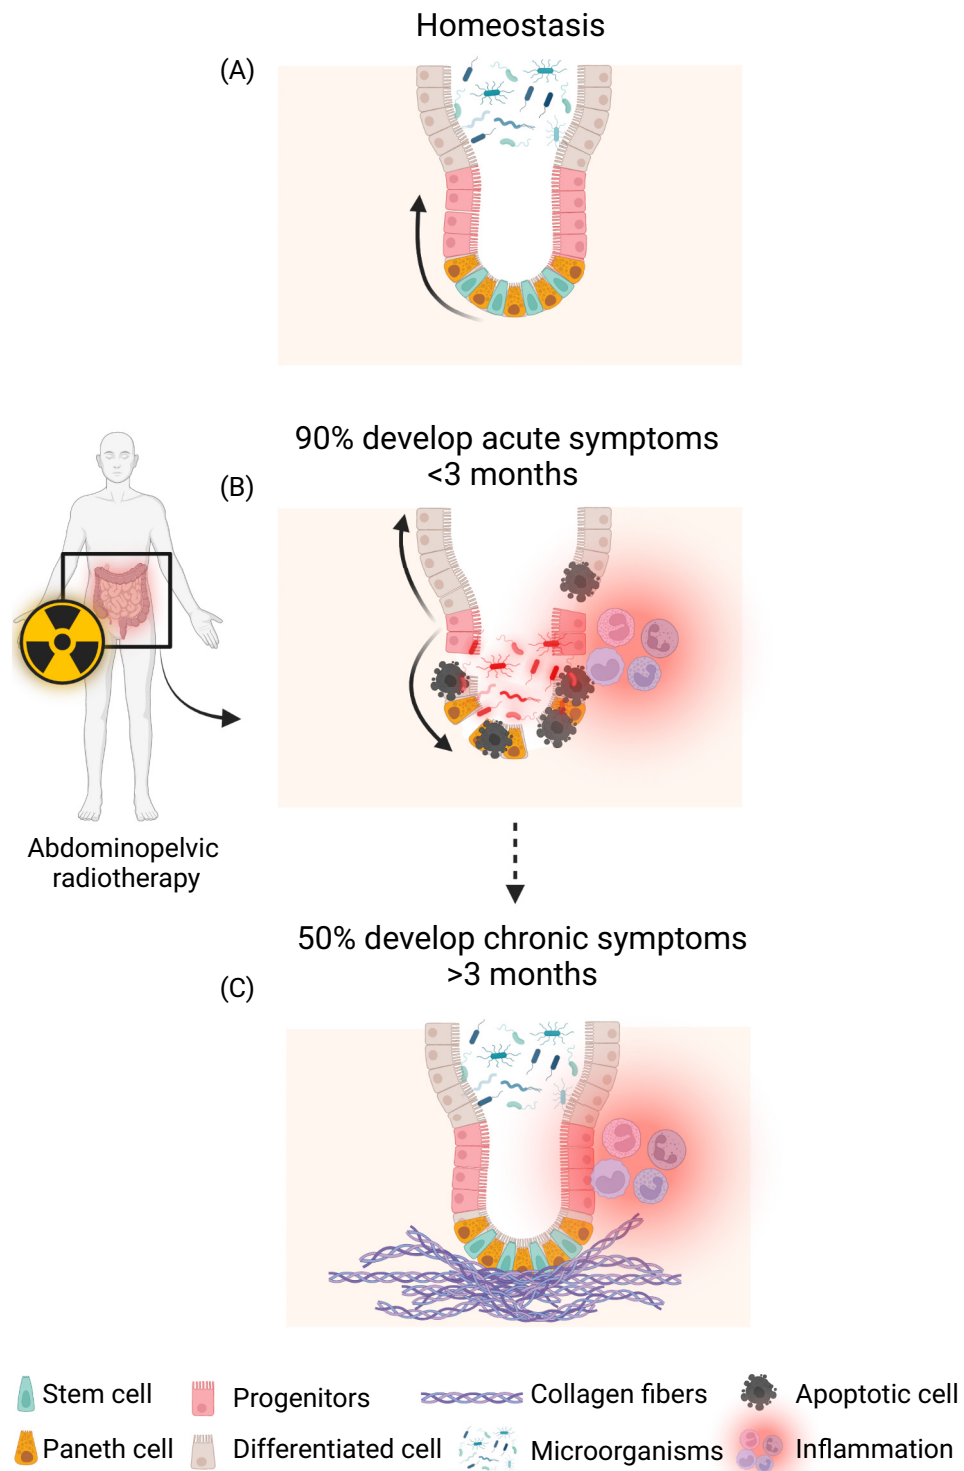 Homeostasis
(A)
90% develop acute symptoms
<3 months
(B)
Abdominopelvic
radiotherapy
50% develop chronic symptoms
>3 months
(C)
Stem cell
Progenitors
Collagen fibers
Apoptotic cell
Paneth cell
Differentiated cell
Microorganisms
Inflammation